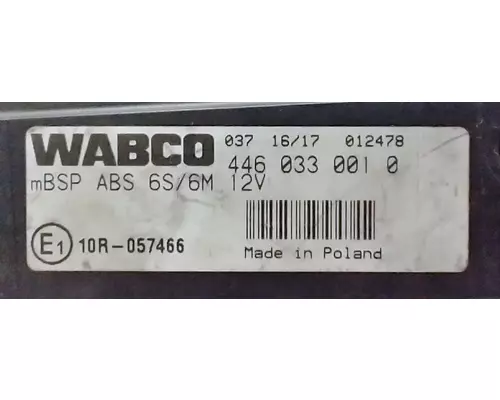 WABCO 037 16/17 012478
446 033 001 0
mBSP ABS 6S/6M 12V
E1 10R-057466
Made in Poland